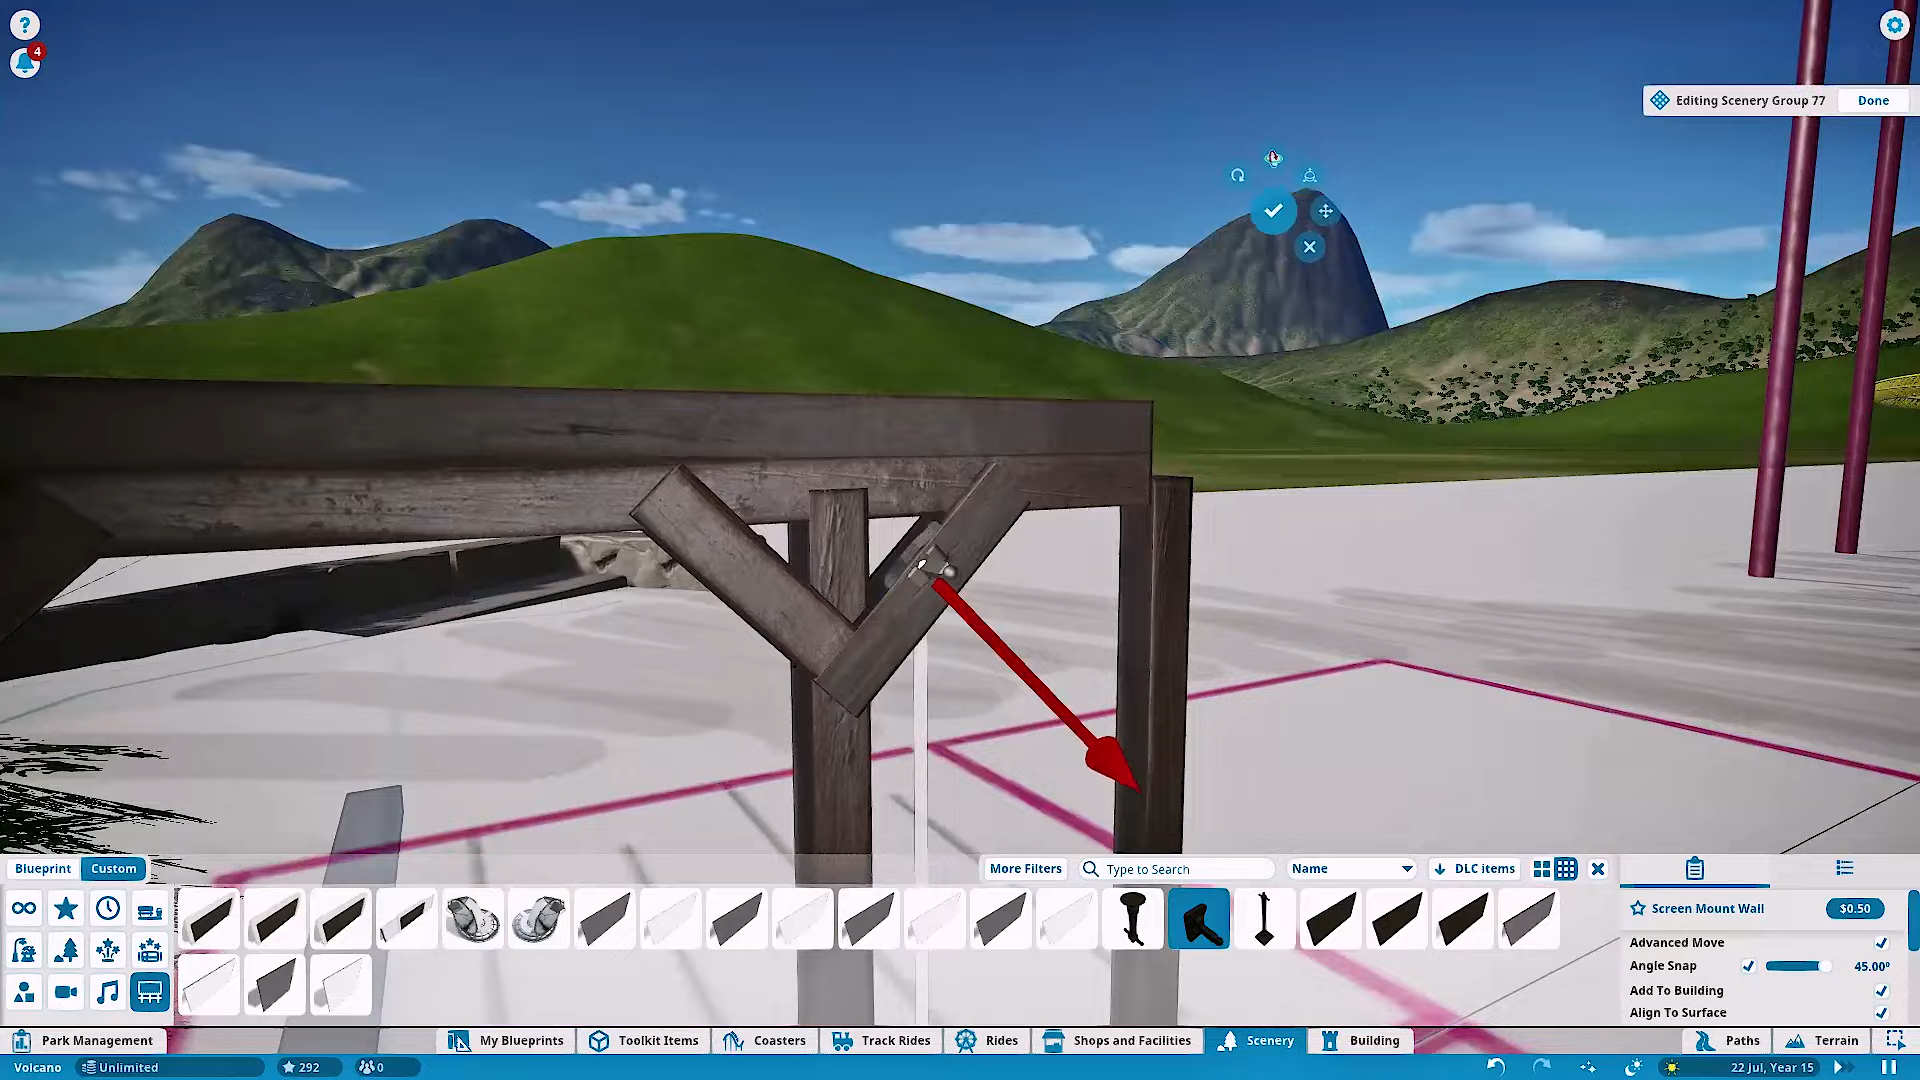 ?
4
Editing Scenery Group 77
Done
Blueprint
Custom
More Filters
Type to Search
Name
DLC items
Screen Mount Wall
$0.50
Advanced Move
Angle Snap
45.00º
Add To Building
Align To Surface
Park Management
My Blueprints
Toolkit Items
Coasters
Track Rides
Rides
Shops and Facilities
Scenery
Building
Paths
Terrain
Volcano
Unlimited
292
0
22 Jul, Year 15